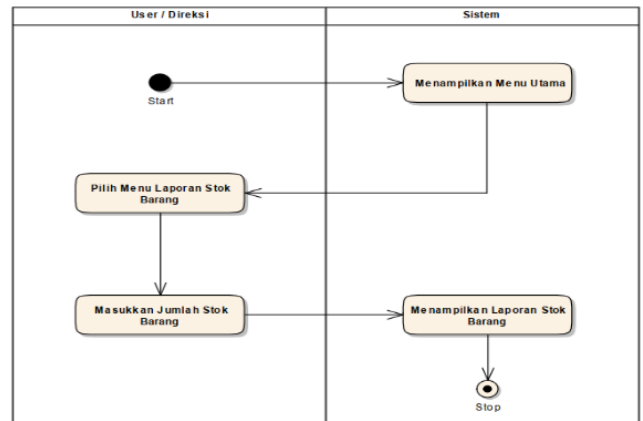 User / Direksi
Sistem
Start
Menampilkan Menu Utama
Pilih Menu Laporan Stok
Barang
Masukkan Jumlah Stok
Barang
Menampilkan Laporan Stok
Barang
Stop